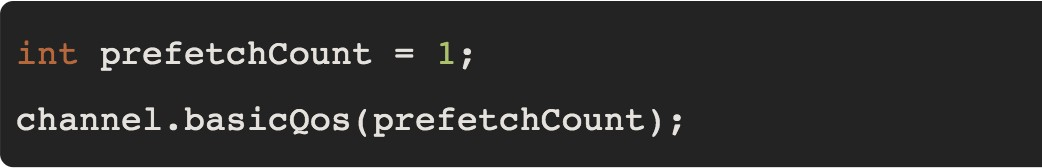 int prefetchCount = 1;
channel.basicQos(prefetchCount);